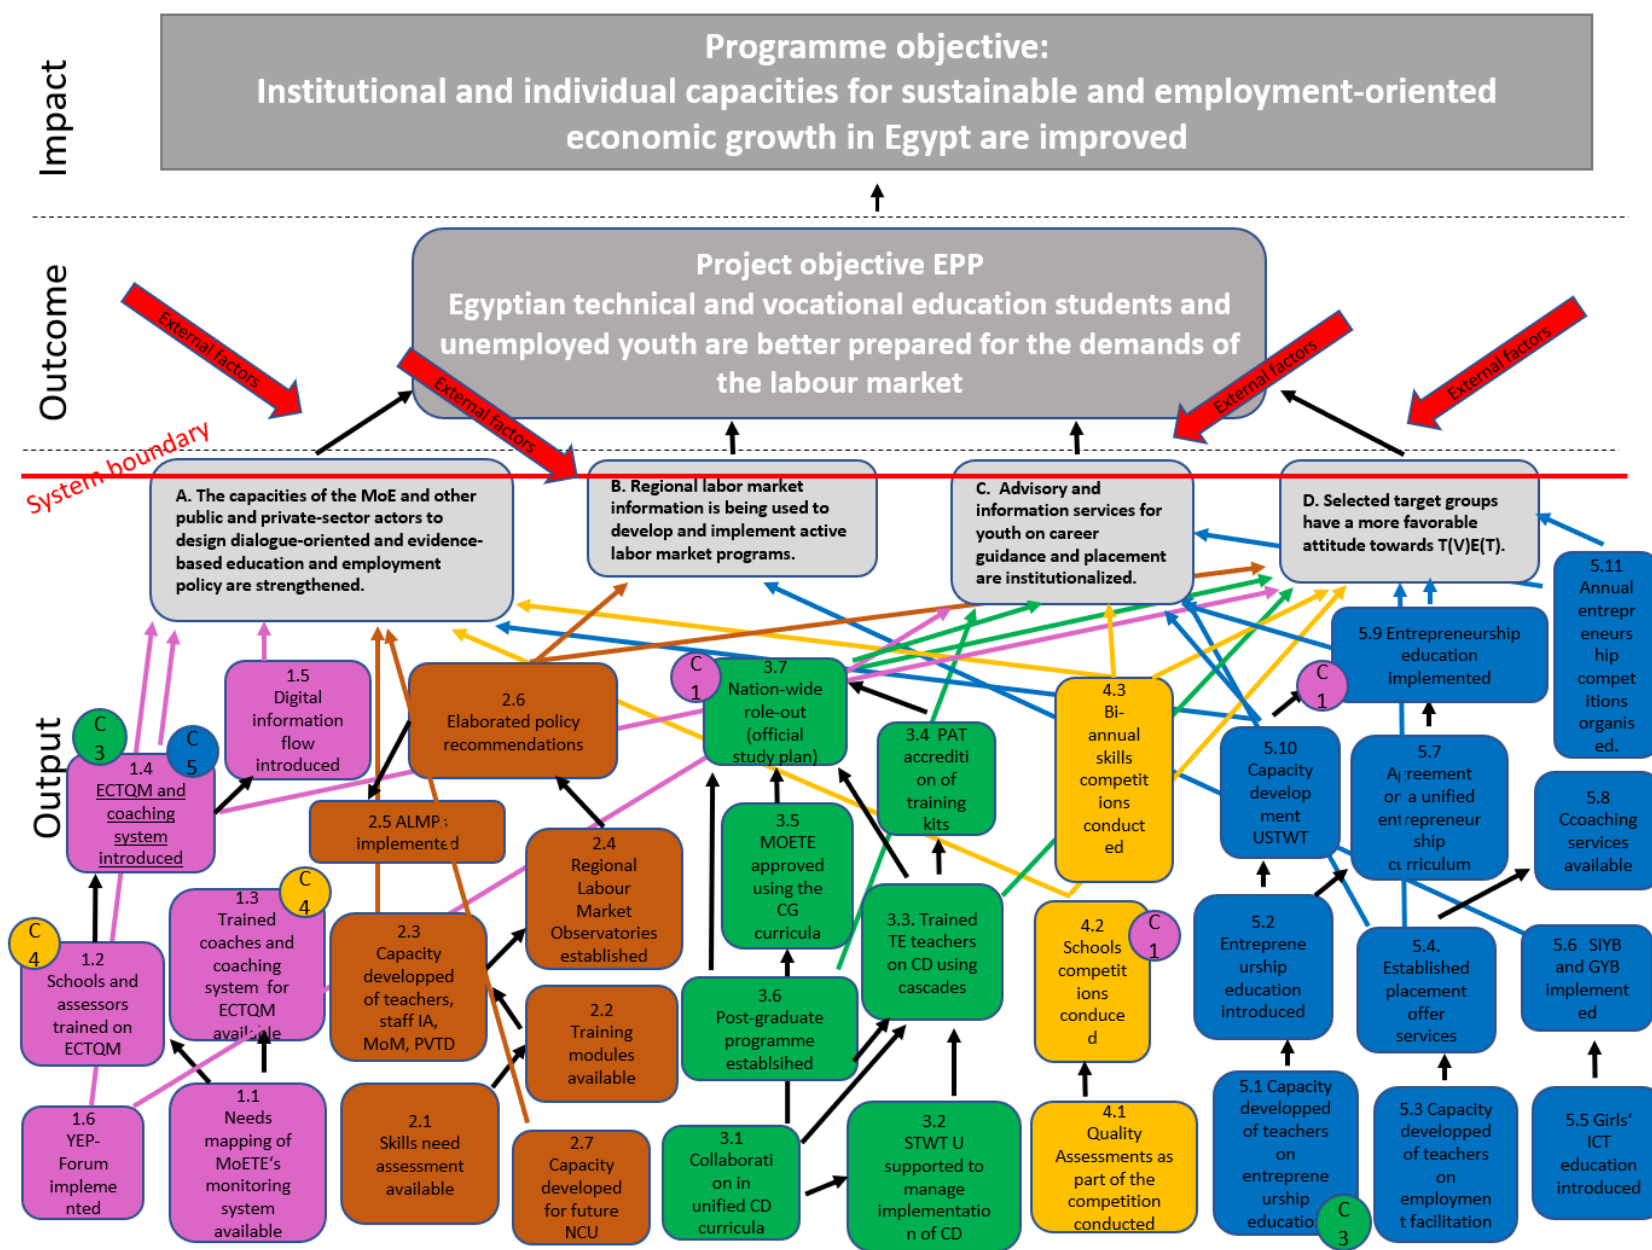 Impact
Programme objective:
Institutional and individual capacities for sustainable and employment-oriented
economic growth in Egypt are improved
Outcome
Project objective EPP
Egyptian technical and vocational education students and
unemployed youth are better prepared for the demands of
the labour market
External factors
External factors
External factors
External factors
System boundary
A. The capacities of the MoE and other
public and private-sector actors to
design dialogue-oriented and evidence-
based education and employment
policy are strengthened.
B. Regional labor market
information is being used to
develop and implement active
labor market programs.
C. Advisory and
information services for
youth on career
guidance and placement
are institutionalized.
D. Selected target groups
have a more favorable
attitude towards T(V)E(T).
Output
C
3
C
5
1.4
ECTQM and
coaching
system
introduced
1.5
Digital
information
flow
introduced
C
4
1.2
Schools and
assessors
trained on
ECTQM
C
4
1.3
Trained
coaches and
coaching
system for
ECTQM
available
1.6
YEP-
Forum
impleme
nted
1.1
Needs
mapping of
MoETE‘s
monitoring
system
available
2.6
Elaborated policy
recommendations
2.5 ALMPs
implemented
2.4
Regional
Labour
Market
Observatories
established
2.3
Capacity
developped
of teachers,
staff IA,
MoM, PVTD
2.2
Training
modules
available
2.1
Skills need
assessment
available
2.7
Capacity
developed
for future
NCU
C
1
3.7
Nation-wide
role-out
(official
study plan)
3.4 PAT
accrediti
on of
training
kits
3.5
MOETE
approved
using the
CG
curricula
3.3. Trained
TE teachers
on CD using
cascades
3.6
Post-graduate
programme
establsihed
3.1
Collaborati
on in
unified CD
curricula
3.2
STWT U
supported to
manage
implementatio
n of CD
4.3
Bi-
annual
skills
competit
ions
conduct
ed
C
1
4.2
Schools
competit
ions
conduce
d
4.1
Quality
Assessments as
part of the
competition
conducted
5.11
Annual
entrepr
eneurs
hip
compet
itions
organis
ed.
C
1
5.9 Entrepreneurship
education
implemented
5.10
Capacity
develop
ment
USTWT
5.7
Agreement
on a unified
entrepreneur
ship
curriculum
5.8
Ccoaching
services
available
5.2
Entreprene
urship
education
introduced
5.4.
Established
placement
offer
services
5.6 SIYB
and GYB
implement
ed
5.1 Capacity
developped
of teachers
on
entreprene
urship
educatio
C
3
5.3 Capacity
developped
of teachers
on
employmen
t facilitation
5.5 Girls‘
ICT
education
introduced